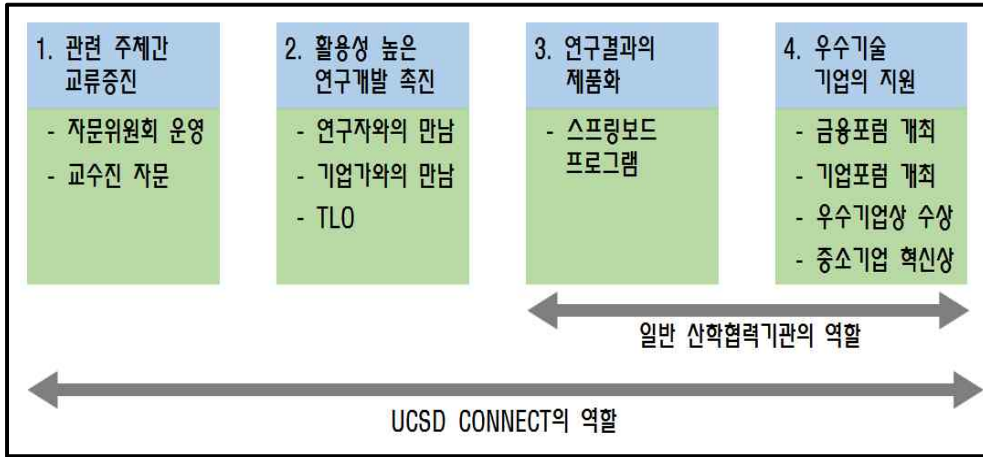 1. 관련 주체간
교류증진
- 자문위원회 운영
- 교수진 자문
2. 활용성 높은
연구개발 촉진
- 연구자와의 만남
- 기업가와의 만남
- TLO
3. 연구결과의
제품화
- 스프링보드
프로그램
4. 우수기술
기업의 지원
- 금융포럼 개최
- 기업포럼 개최
- 우수기업상 수상
- 중소기업 혁신상
일반 산학협력기관의 역할
UCSD CONNECT의 역할